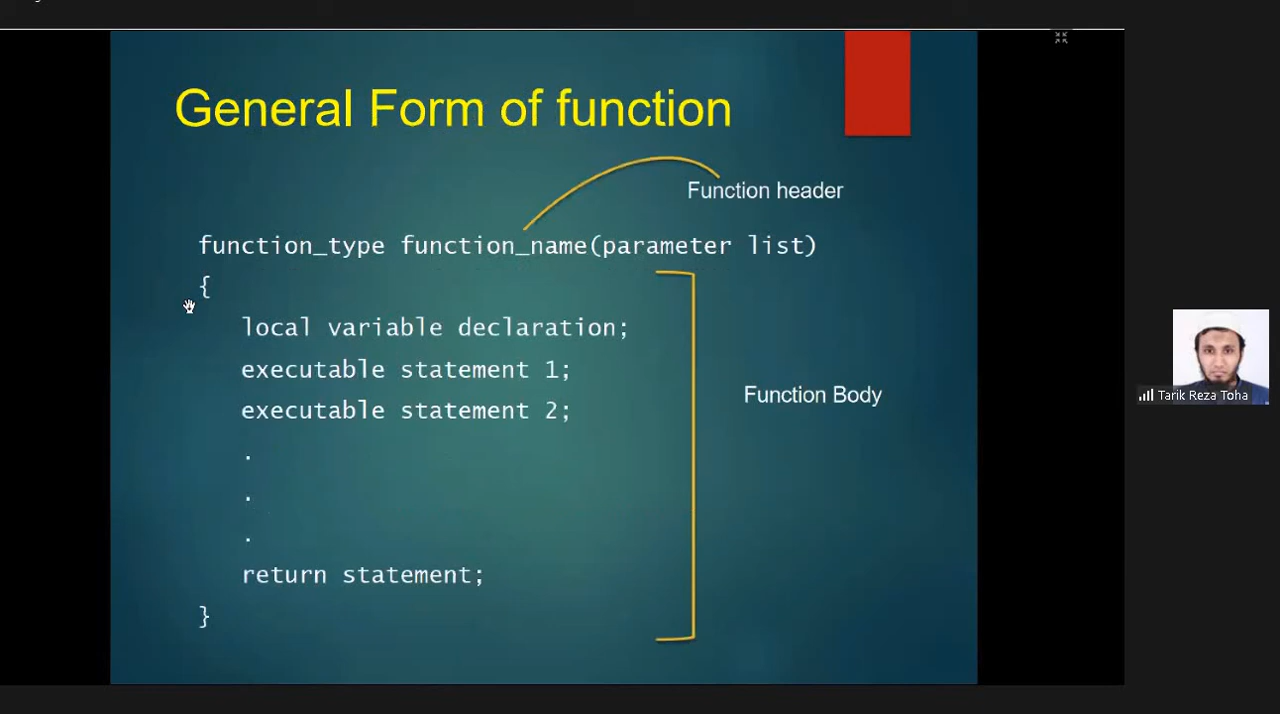 General Form of function
Function header
function_type function_name(parameter list)
{
local variable declaration;
executable statement 1;
executable statement 2;
.
.
.
return statement;
}
Function Body
Tarik Reza Toha